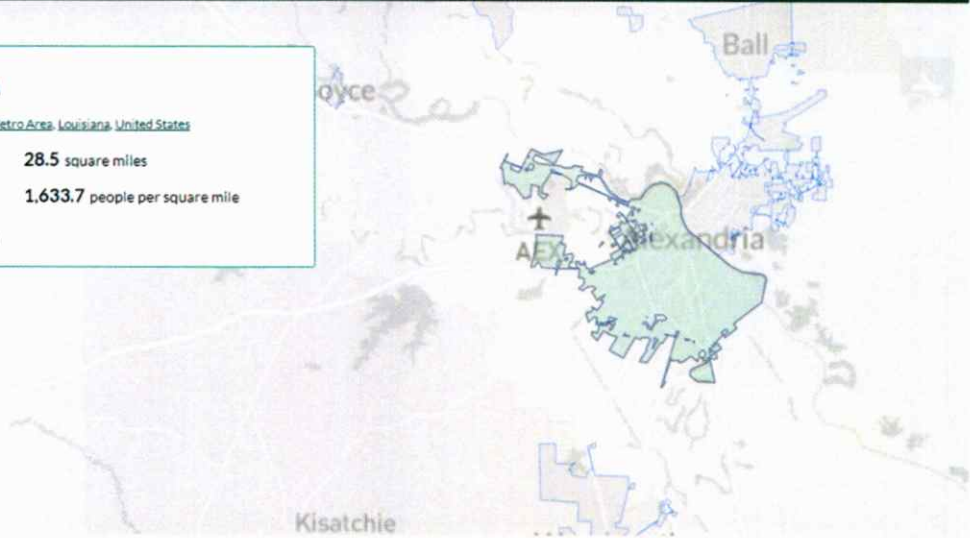 Ball
oyce
etro Area, Louisiana, United States
28.5 square miles
1,633.7 people per square mile
Alexandria
AEX
Kisatchie